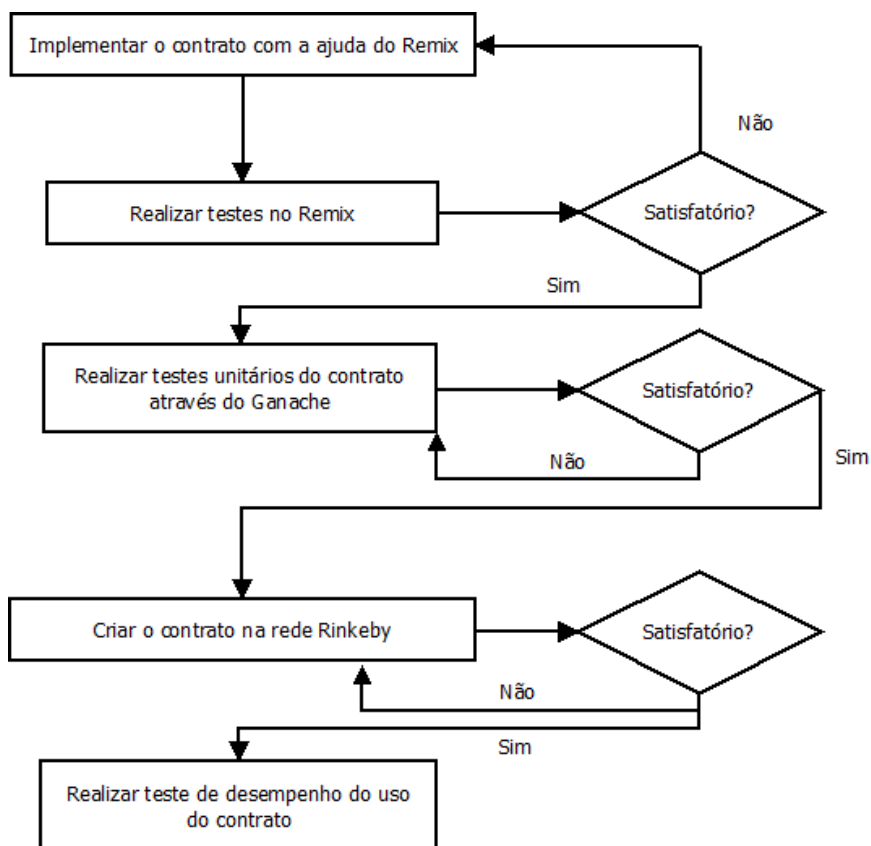 Implementar o contrato com a ajuda do Remix
Não
Realizar testes no Remix
Satisfatório?
Sim
Realizar testes unitários do contrato
através do Ganache
Satisfatório?
Não
Sim
Criar o contrato na rede Rinkeby
Satisfatório?
Não
Sim
Realizar teste de desempenho do uso
do contrato